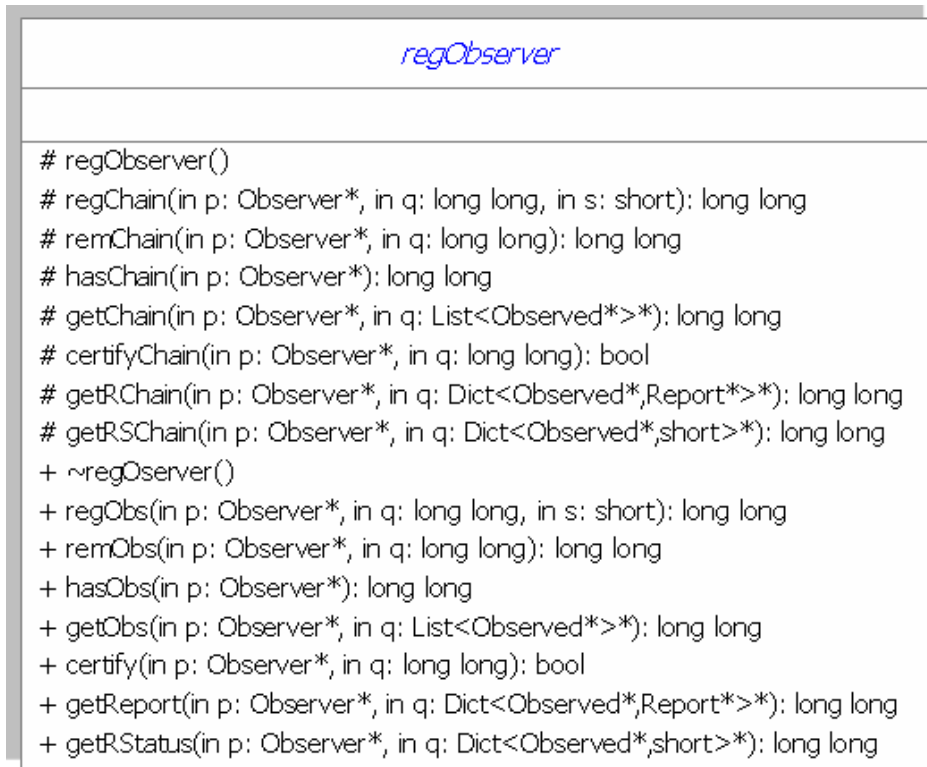 regObserver
# regObserver()
# regChain(in p: Observer*, in q: long long, in s: short): long long
# remChain(in p: Observer*, in q: long long): long long
# hasChain(in p: Observer*): long long
# getChain(in p: Observer*, in q: List<Observed*>*): long long
# certifyChain(in p: Observer*, in q: long long): bool
# getRChain(in p: Observer*, in q: Dict<Observed*,Report*>*): long long
# getRSChain(in p: Observer*, in q: Dict<Observed*,short>*): long long
+ ~regOserver()
+ regObs(in p: Observer*, in q: long long, in s: short): long long
+ remObs(in p: Observer*, in q: long long): long long
+ hasObs(in p: Observer*): long long
+ getObs(in p: Observer*, in q: List<Observed*>*): long long
+ certify(in p: Observer*, in q: long long): bool
+ getReport(in p: Observer*, in q: Dict<Observed*,Report*>*): long long
+ getRStatus(in p: Observer*, in q: Dict<Observed*,short>*): long long